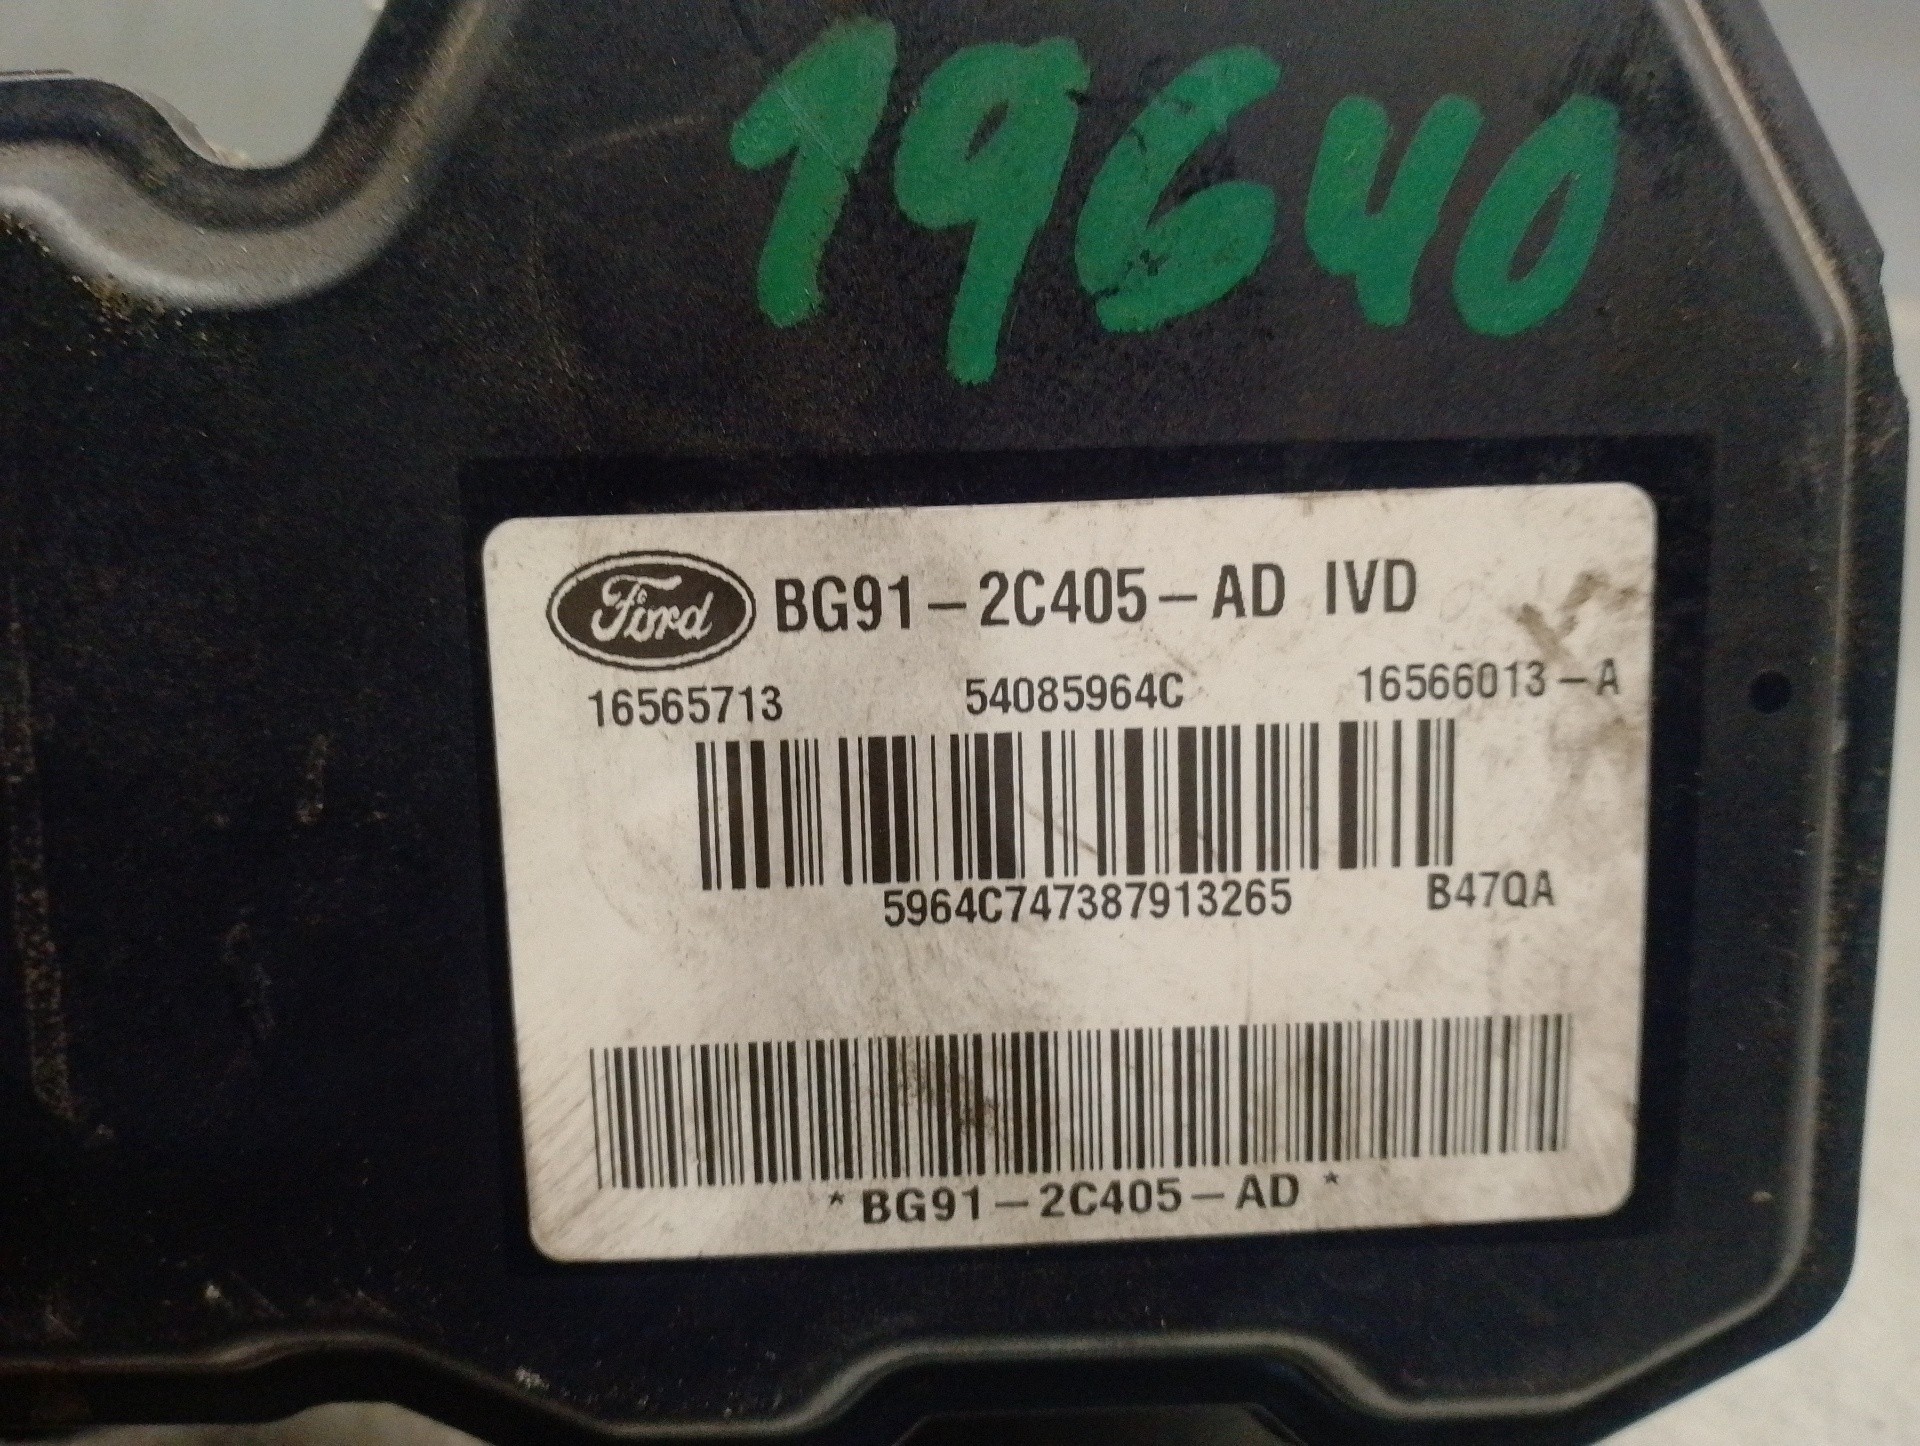 19640
Ford BG91-2C405-AD IVD
16565713 54085964C 16566013-A
5964C747387913265 B47QA
*BG91-2C405-AD*